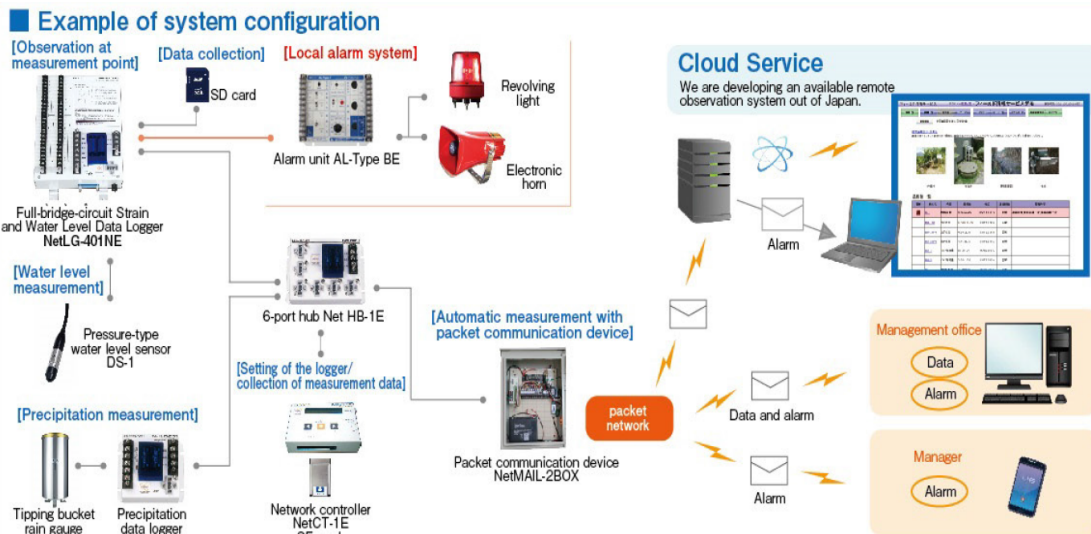 Example of system configuration
[Observation at
measurement point]
[Data collection]
[Local alarm system]
SD card
Revolving
light
Alarm unit AL-Type BE
Electronic
horn
Full-bridge-circuit Strain
and Water Level Data Logger
NetLG-401NE
[Water level
measurement]
Pressure-type
water level sensor
DS-1
6-port hub Net HB-1E
[Setting of the logger/
collection of measurement data]
[Automatic measurement with
packet communication device]
[Precipitation measurement]
Tipping bucket
rain gauge
Precipitation
data logger
Network controller
NetCT-1E
Packet communication device
NetMAIL-2BOX
packet
network
Cloud Service
We are developing an available remote
observation system out of Japan.
Alarm
Data and alarm
Alarm
Management office
Data
Alarm
Manager
Alarm